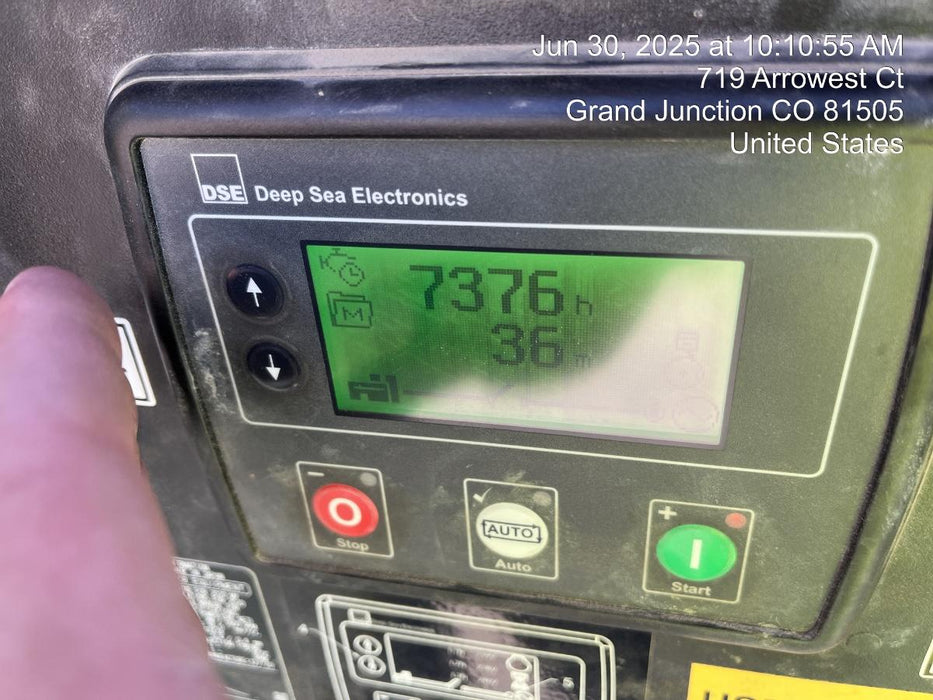 Jun 30, 2025 at 10:10:55 AM
719 Arrowest Ct
Grand Junction CO 81505
United States
DSE Deep Sea Electronics
7376 h
36 m
M
Stop
AUTO
Auto
Start